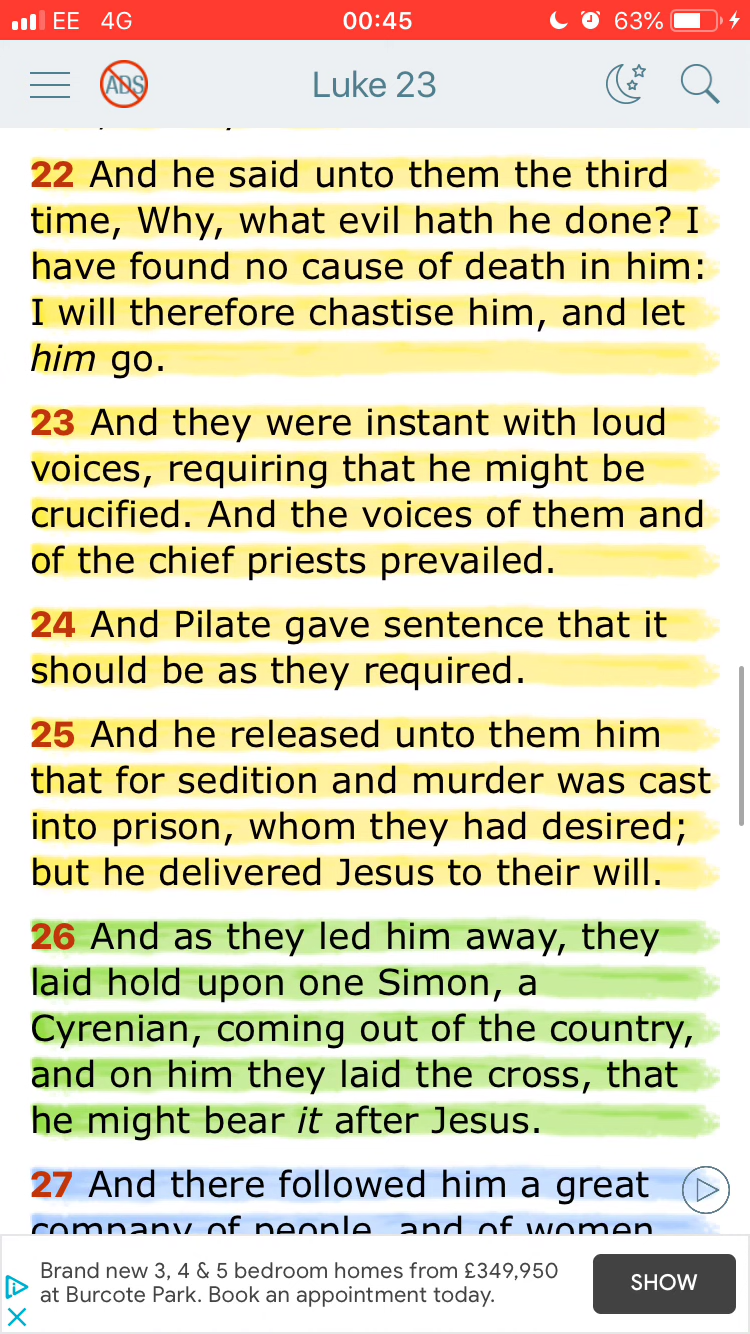 EE 4G 00:45 63%
ADS Luke 23
22 And he said unto them the third
time, Why, what evil hath he done? I
have found no cause of death in him:
I will therefore chastise him, and let
him go.
23 And they were instant with loud
voices, requiring that he might be
crucified. And the voices of them and
of the chief priests prevailed.
24 And Pilate gave sentence that it
should be as they required.
25 And he released unto them him
that for sedition and murder was cast
into prison, whom they had desired;
but he delivered Jesus to their will.
26 And as they led him away, they
laid hold upon one Simon, a
Cyrenian, coming out of the country,
and on him they laid the cross, that
he might bear it after Jesus.
27 And there followed him a great
company of people, and of women
Brand new 3, 4 & 5 bedroom homes from £349,950
at Burcote Park. Book an appointment today.
SHOW